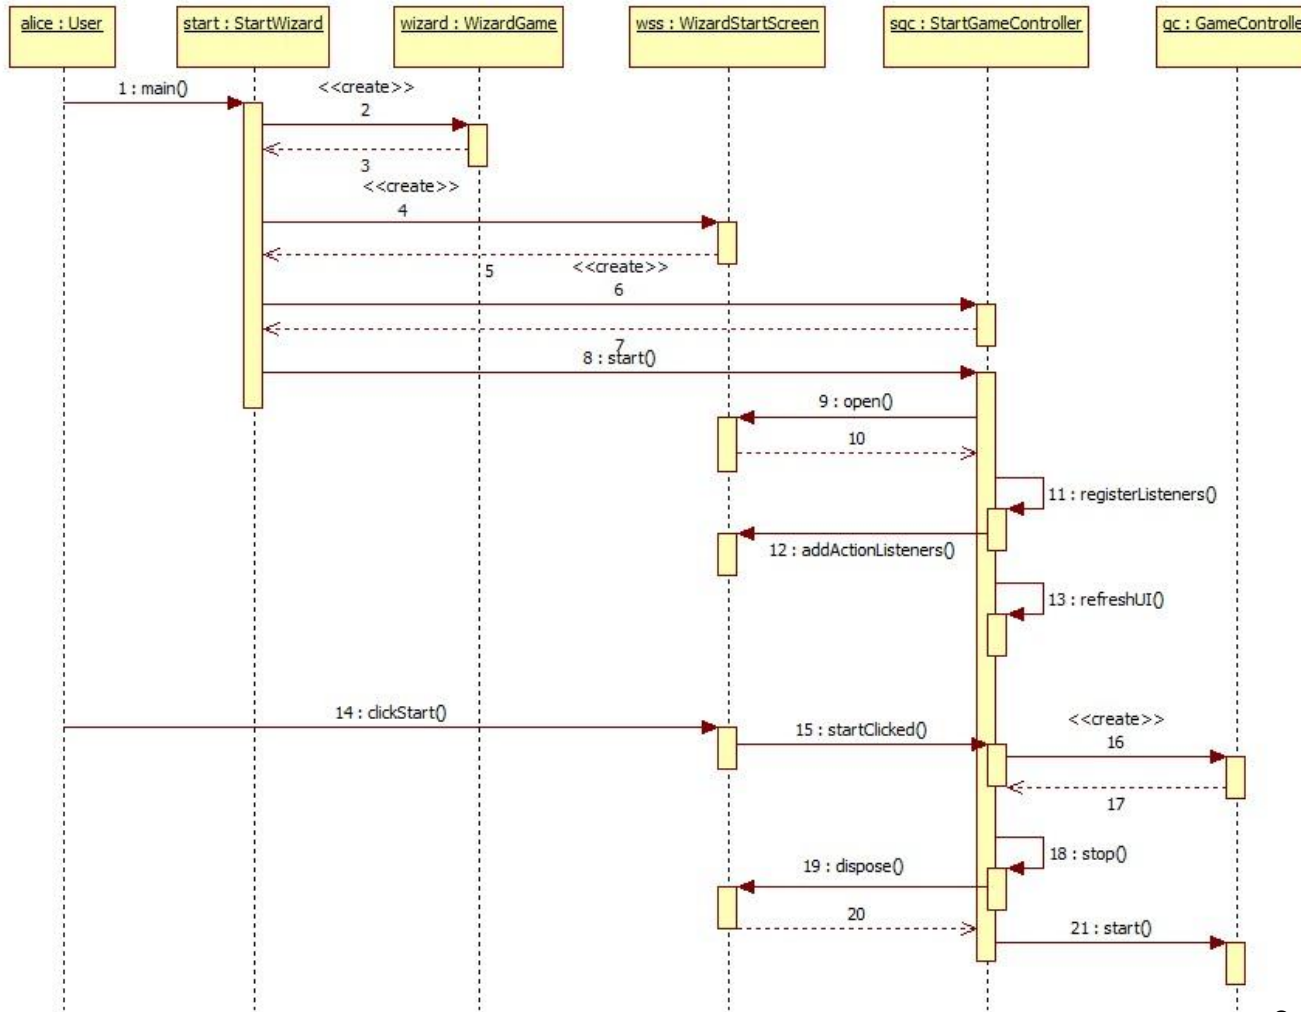 alice : User
start : StartWizard
wizard : WizardGame
wss : WizardStartScreen
sgc : StartGameController
gc : GameControlle
1 : main()
<<create>>
2
3
<<create>>
4
5
<<create>>
6
7
8 : start()
9 : open()
10
11 : registerListeners()
12 : addActionListeners()
13 : refreshUI()
14 : clickStart()
15 : startClicked()
<<create>>
16
17
18 : stop()
19 : dispose()
20
21 : start()